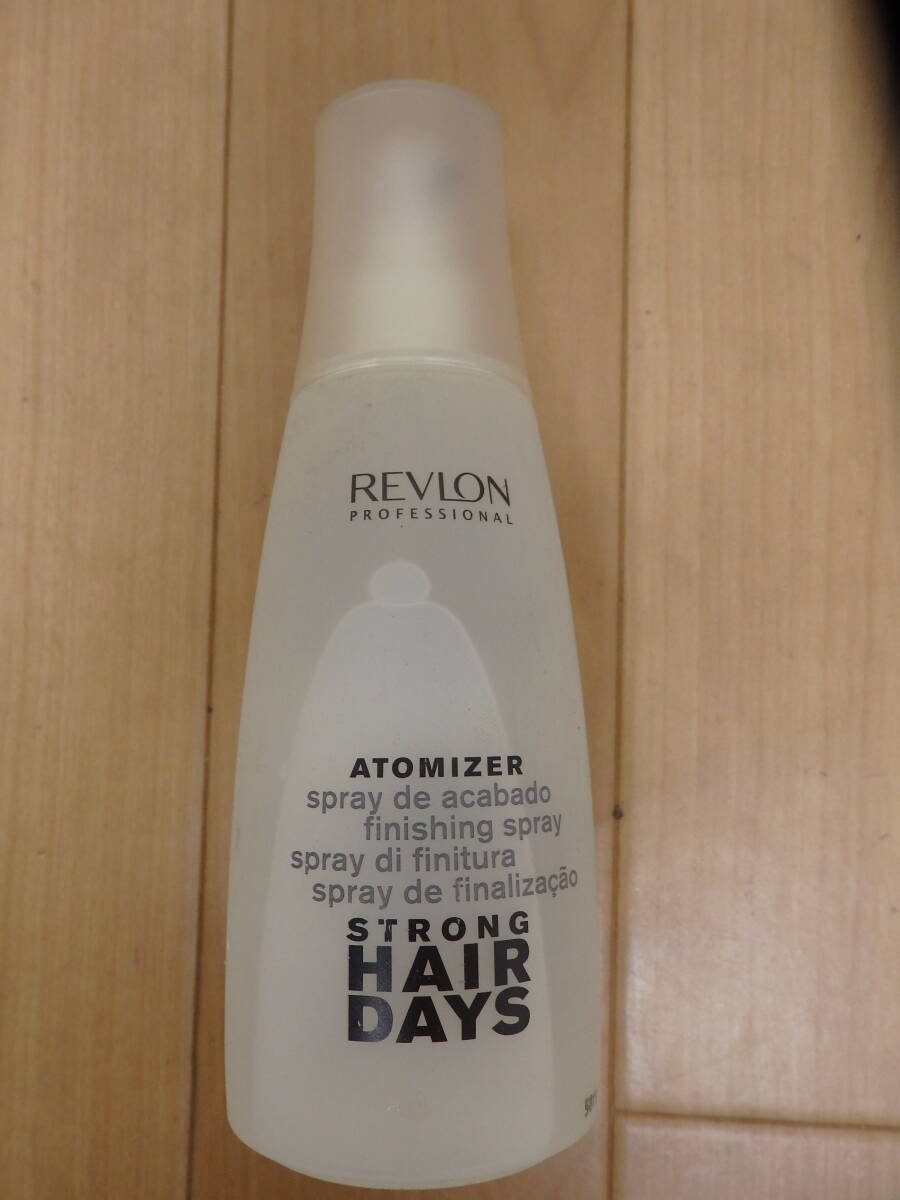 REVLON
PROFESSIONAL
ATOMIZER
spray de acabado
finishing spray
spray di finitura
spray de finalização
STRONG
HAIR
DAYS